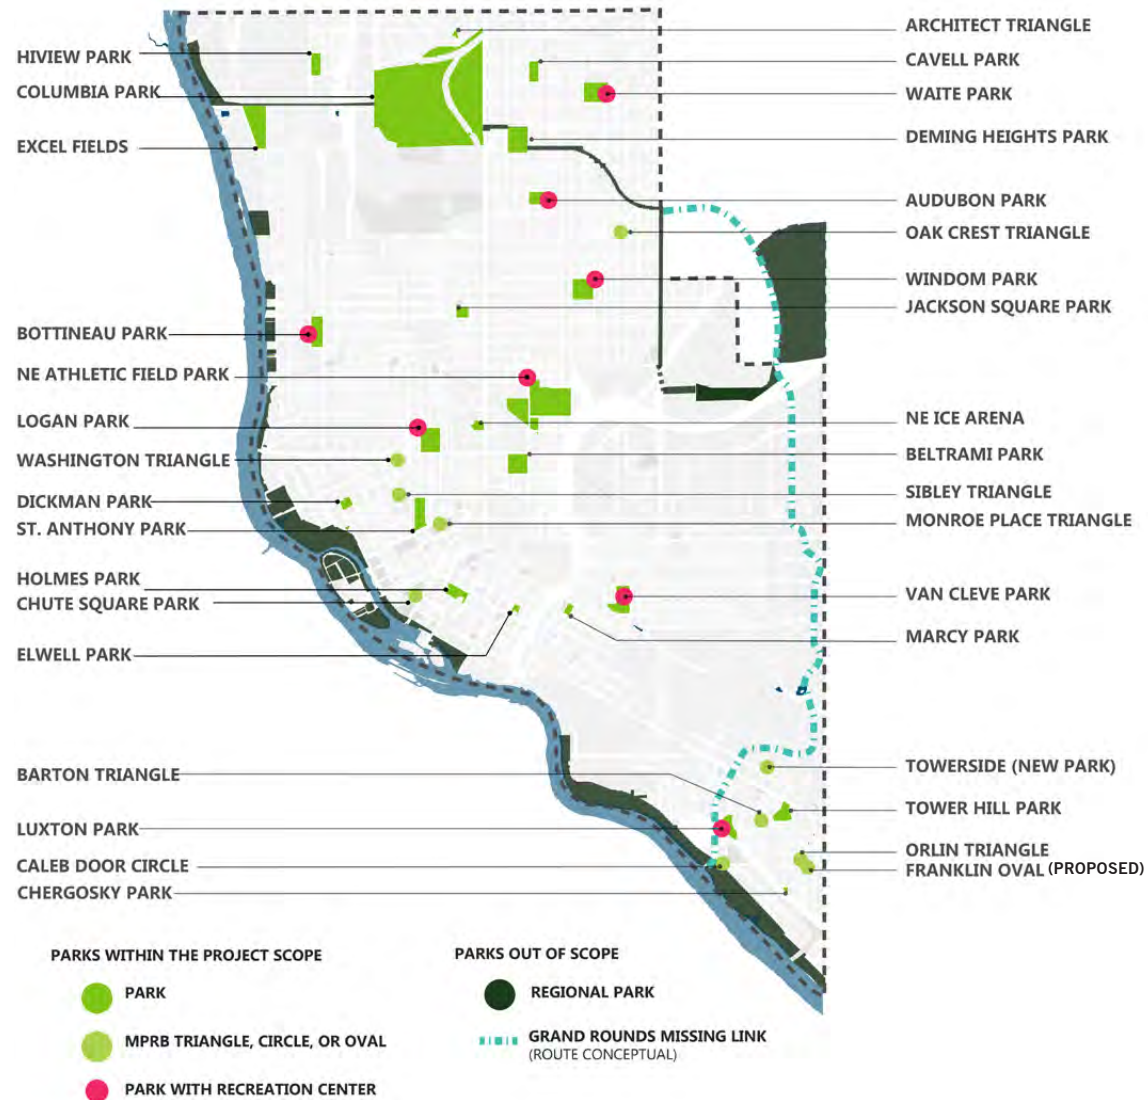 HIVIEW PARK
COLUMBIA PARK
EXCEL FIELDS
BOTTINEAU PARK
NE ATHLETIC FIELD PARK
LOGAN PARK
WASHINGTON TRIANGLE
DICKMAN PARK
ST. ANTHONY PARK
HOLMES PARK
CHUTE SQUARE PARK
ELWELL PARK
BARTON TRIANGLE
LUXTON PARK
CALEB DOOR CIRCLE
CHERGOSKY PARK
ARCHITECT TRIANGLE
CAVELL PARK
WAITE PARK
DEMING HEIGHTS PARK
AUDUBON PARK
OAK CREST TRIANGLE
WINDOM PARK
JACKSON SQUARE PARK
NE ICE ARENA
BELTRAMI PARK
SIBLEY TRIANGLE
MONROE PLACE TRIANGLE
VAN CLEVE PARK
MARCY PARK
TOWERSIDE (NEW PARK)
TOWER HILL PARK
ORLIN TRIANGLE
FRANKLIN OVAL (PROPOSED)
PARKS WITHIN THE PROJECT SCOPE
PARK
MPRB TRIANGLE, CIRCLE, OR OVAL
PARK WITH RECREATION CENTER
PARKS OUT OF SCOPE
REGIONAL PARK
GRAND ROUNDS MISSING LINK
(ROUTE CONCEPTUAL)